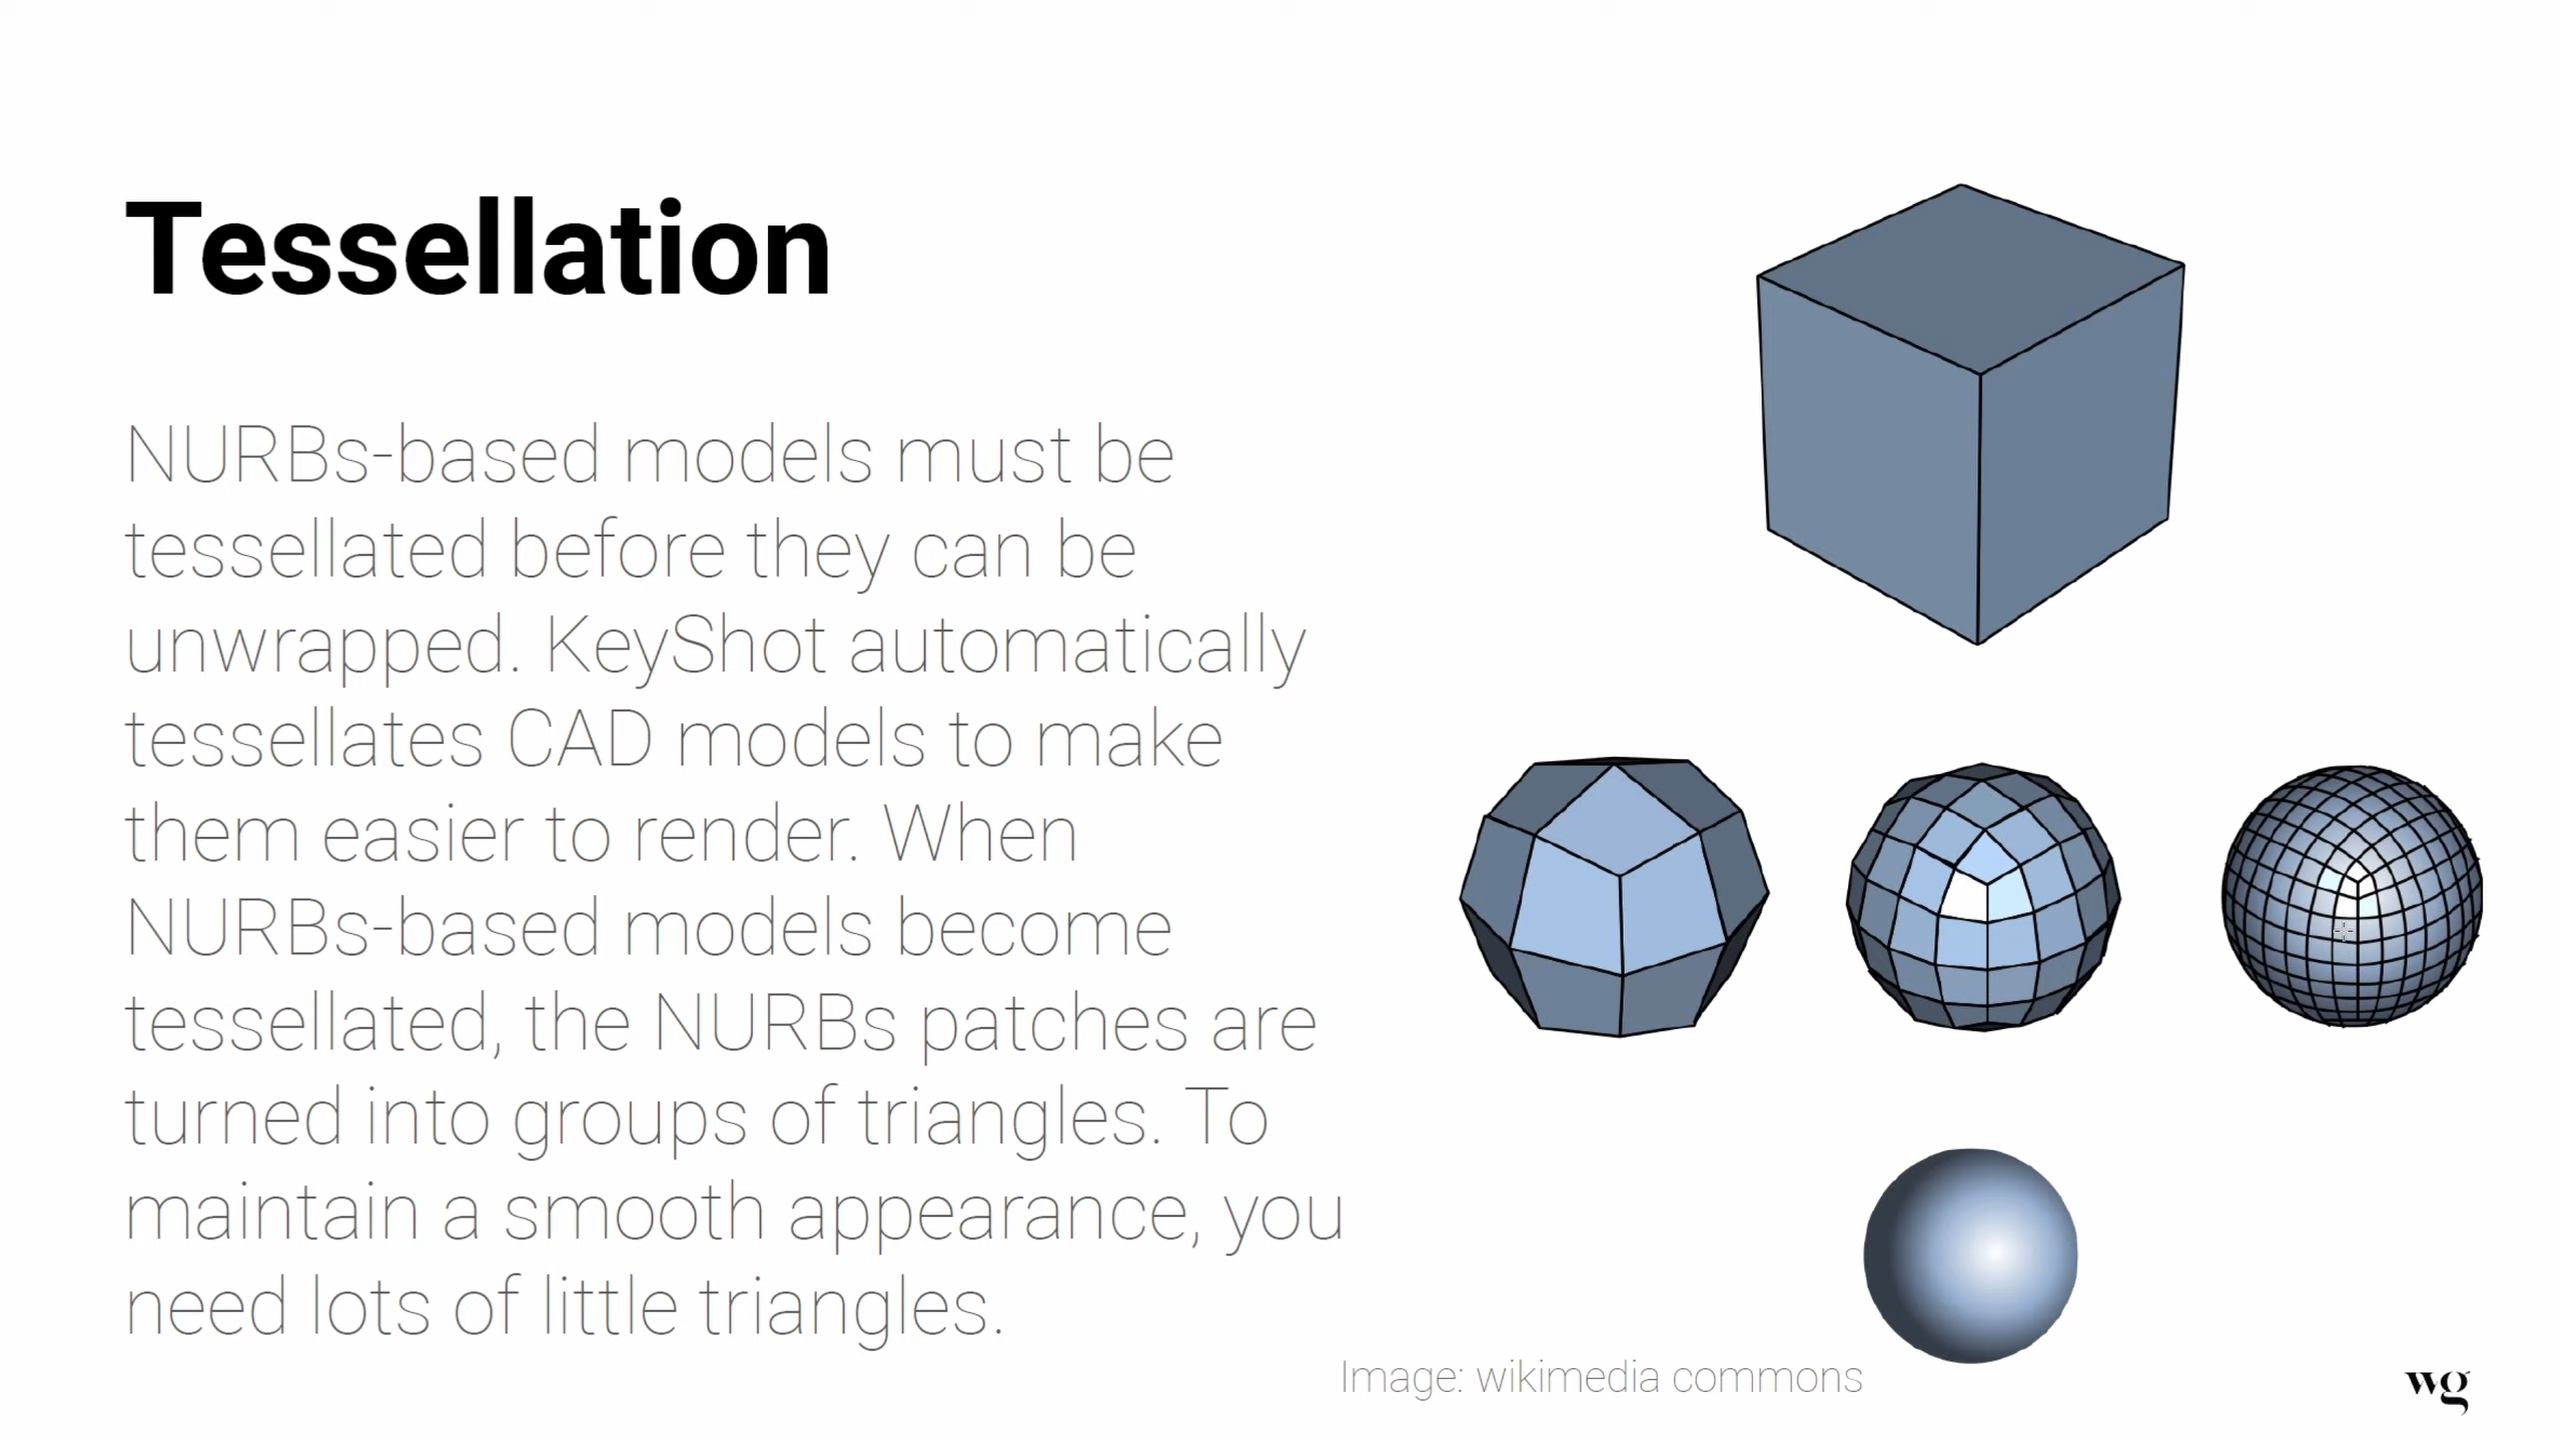 Tessellation
NURBs-based models must be
tessellated before they can be
unwrapped. KeyShot automatically
tessellates CAD models to make
them easier to render. When
NURBs-based models become
tessellated, the NURBs patches are
turned into groups of triangles. To
maintain a smooth appearance, you
need lots of little triangles.
Image: wikimedia commons
wg